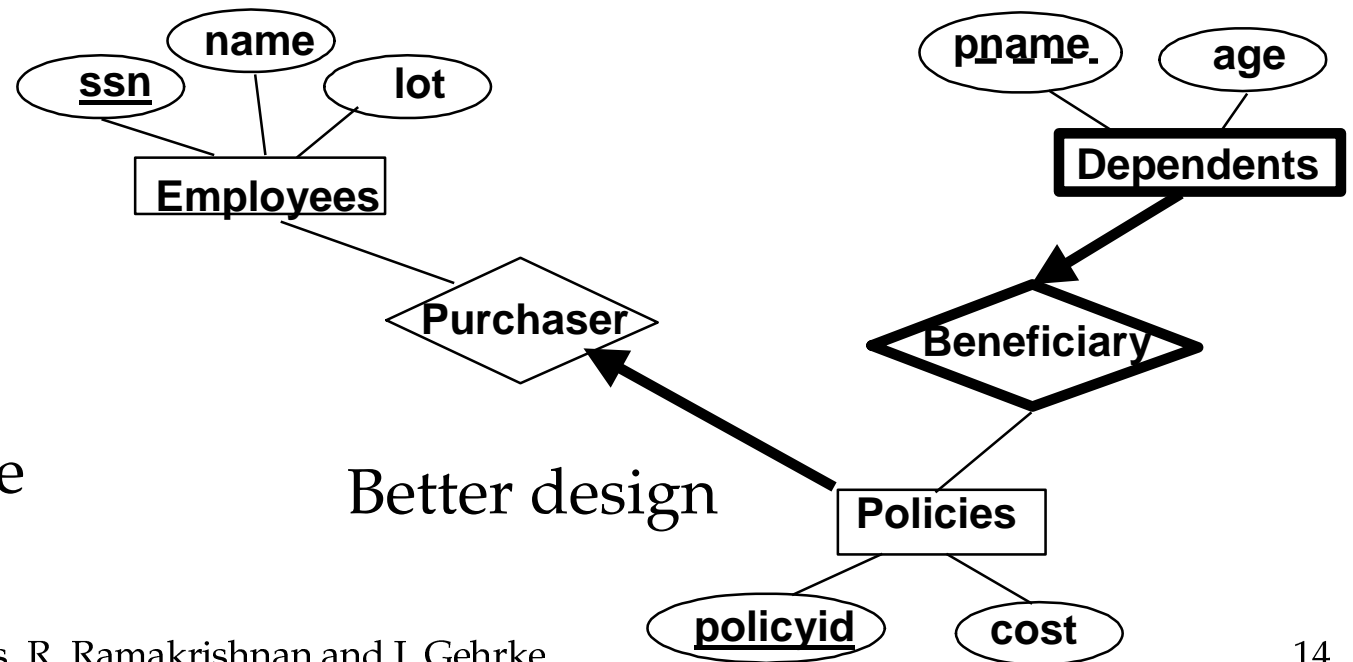 name
ssn
lot
Employees
Purchaser
pname
age
Dependents
Beneficiary
e
Better design
Policies
policyid
cost
s, R. Ramakrishnan and J. Gehrke
14